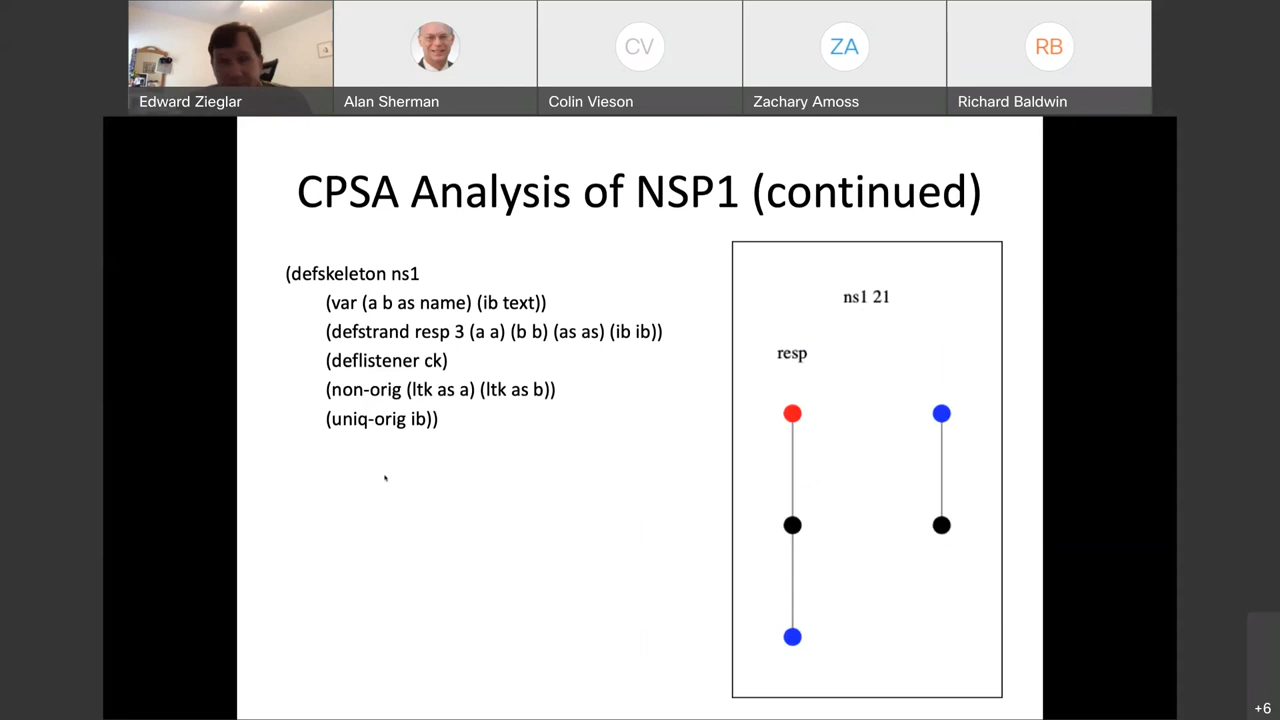 CV
ZA
RB
Edward Zieglar
Alan Sherman
Colin Vieson
Zachary Amoss
Richard Baldwin
CPSA Analysis of NSP1 (continued)
(defskeleton ns1
(var (a b as name) (ib text))
(defstrand resp 3 (a a) (b b) (as as) (ib ib))
(deflistener ck)
(non-orig (ltk as a) (ltk as b))
(uniq-orig ib))
ns1 21
resp
+6